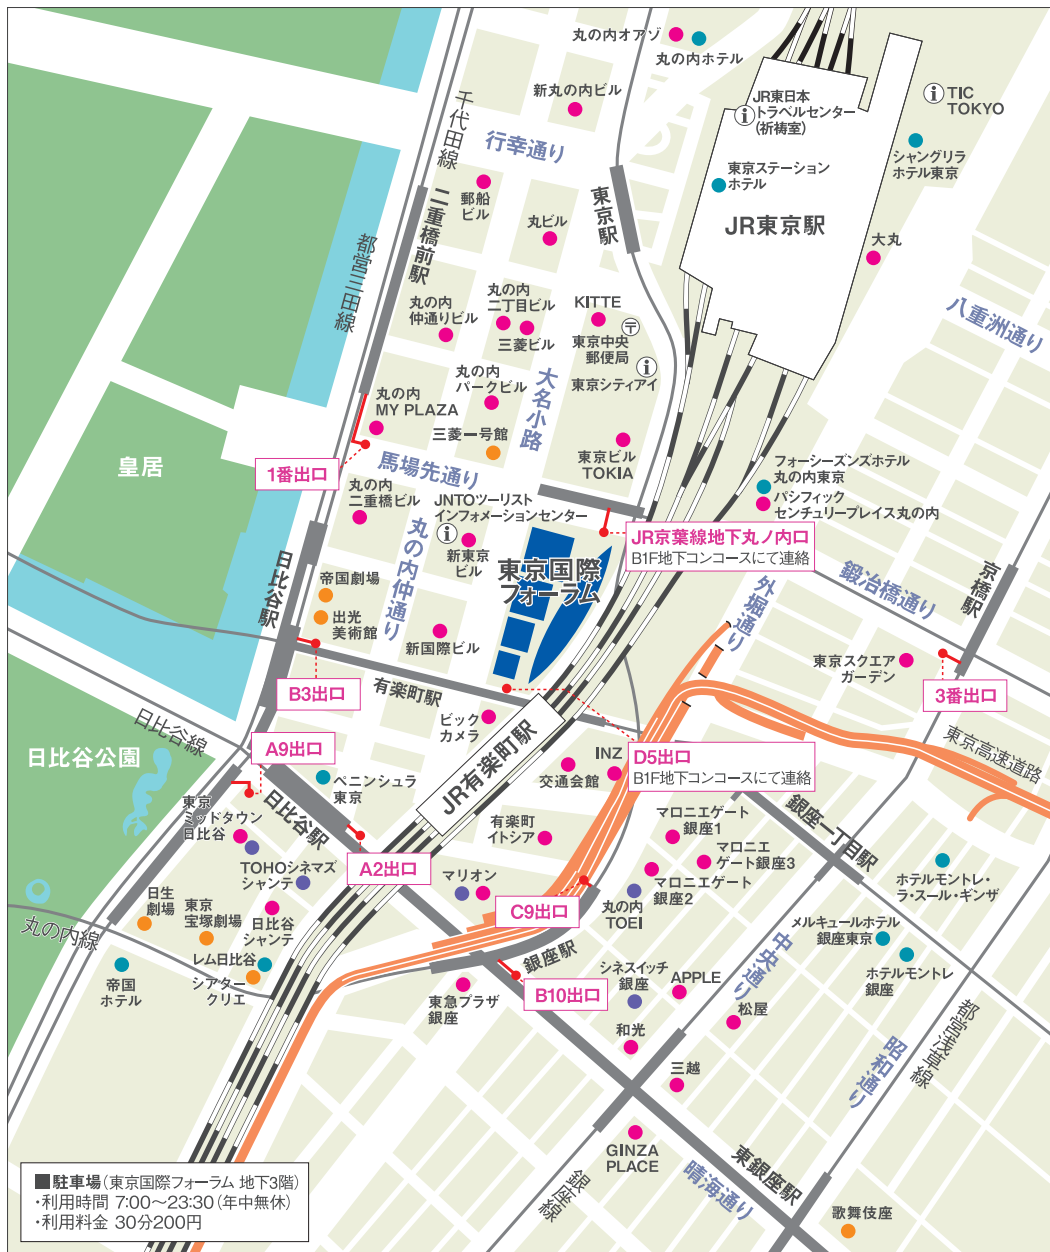 丸の内オアゾ
丸の内ホテル
新丸の内ビル
行幸通り
千代田線
都営三田線
二重橋前駅
郵船
ビル
丸ビル
東京駅
JR東日本
トラベルセンター
(祈祷室)
東京ステーション
ホテル
JR東京駅
TIC
TOKYO
シャングリラ
ホテル東京
大丸
八重洲通り
丸の内
仲通りビル
丸の内
二丁目ビル
三菱ビル
KITTE
東京中央
郵便局
東京シティアイ
丸の内
パークビル
大名小路
丸の内
MY PLAZA
三菱一号館
東京ビル
TOKIA
皇居
1番出口
馬場先通り
フォーシーズンズホテル
丸の内東京
パシフィック
センチュリープレイス丸の内
丸の内
二重橋ビル
JNTOツーリスト
インフォメーションセンター
新東京
ビル
丸の内仲通り
東京国際
フォーラム
JR京葉線地下丸ノ内口
B1F地下コンコースにて連絡
日比谷駅
帝国劇場
出光
美術館
新国際ビル
外堀通り
鍛冶橋通り
京橋駅
東京スクエア
ガーデン
3番出口
B3出口
有楽町駅
ビック
カメラ
JR有楽町駅
日比谷線
日比谷公園
A9出口
ペニンシュラ
東京
日比谷駅
交通会館
INZ
D5出口
B1F地下コンコースにて連絡
東京高速道路
東京
ミッドタウン
日比谷
TOHOシネマズ
シャンテ
A2出口
有楽町
イトシア
マロニエゲート
銀座1
マロニエ
ゲート銀座3
マロニエゲート
銀座2
銀座一丁目駅
ホテルモントレ・
ラ・スール・ギンザ
マリオン
C9出口
丸の内
TOEI
日生
劇場
東京
宝塚劇場
日比谷
シャンテ
丸の内線
レム日比谷
シアター
クリエ
帝国
ホテル
銀座駅
B10出口
東急プラザ
銀座
シネスイッチ
銀座
APPLE
中央通り
メルキュールホテル
銀座東京
ホテルモントレ
銀座
松屋
和光
三越
昭和通り
都営浅草線
GINZA
PLACE
銀座線
晴海通り
東銀座駅
歌舞伎座
■駐車場(東京国際フォーラム 地下3階)
・利用時間 7:00〜23:30(年中無休)
・利用料金 30分200円